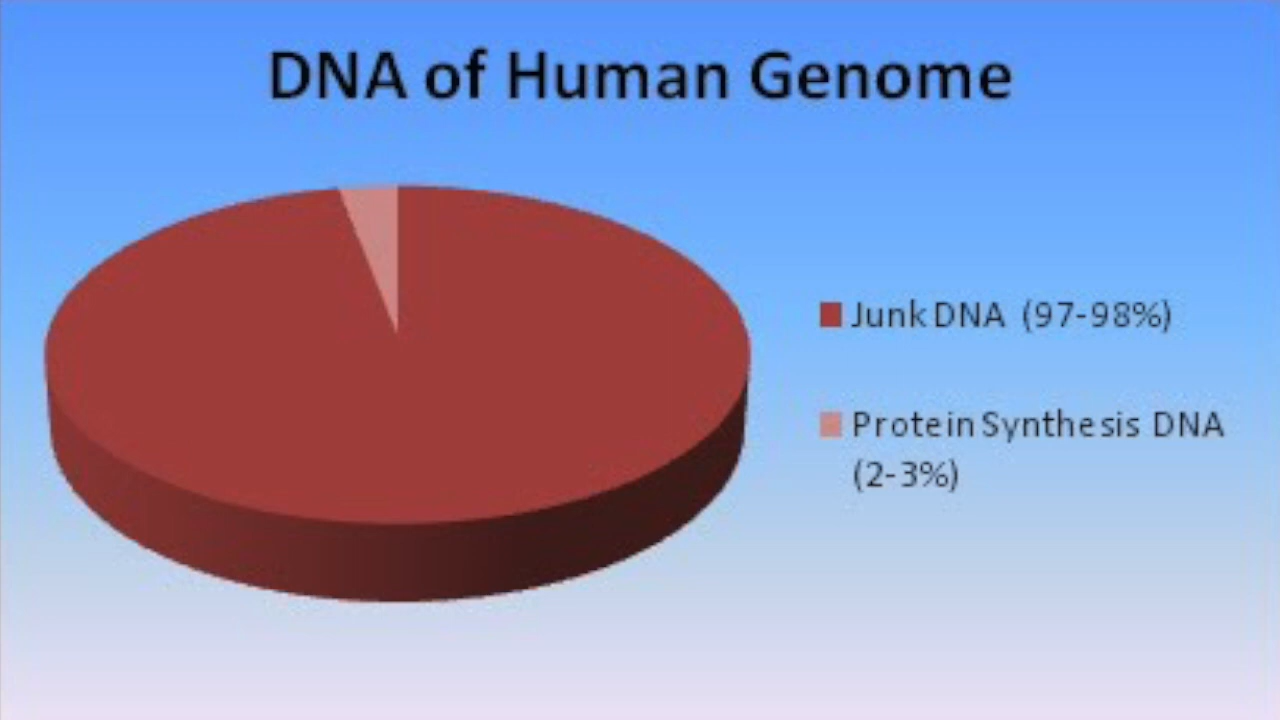 DNA of Human Genome
Junk DNA (97-98%)
Protein Synthesis DNA
(2-3%)